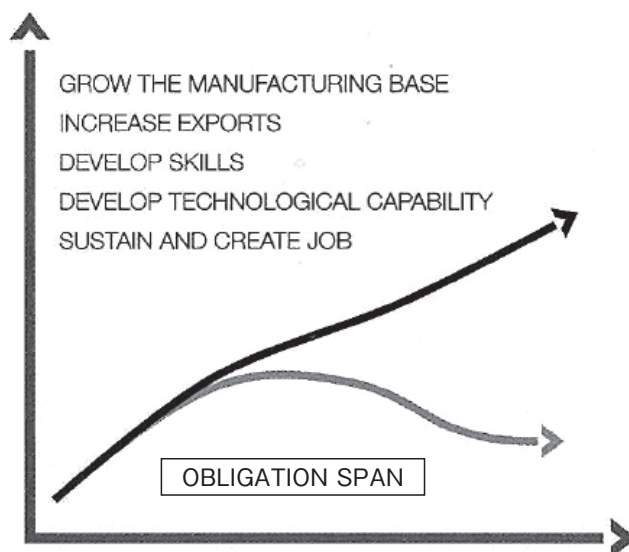 GROW THE MANUFACTURING BASE
INCREASE EXPORTS
DEVELOP SKILLS
DEVELOP TECHNOLOGICAL CAPABILITY
SUSTAIN AND CREATE JOB
OBLIGATION SPAN